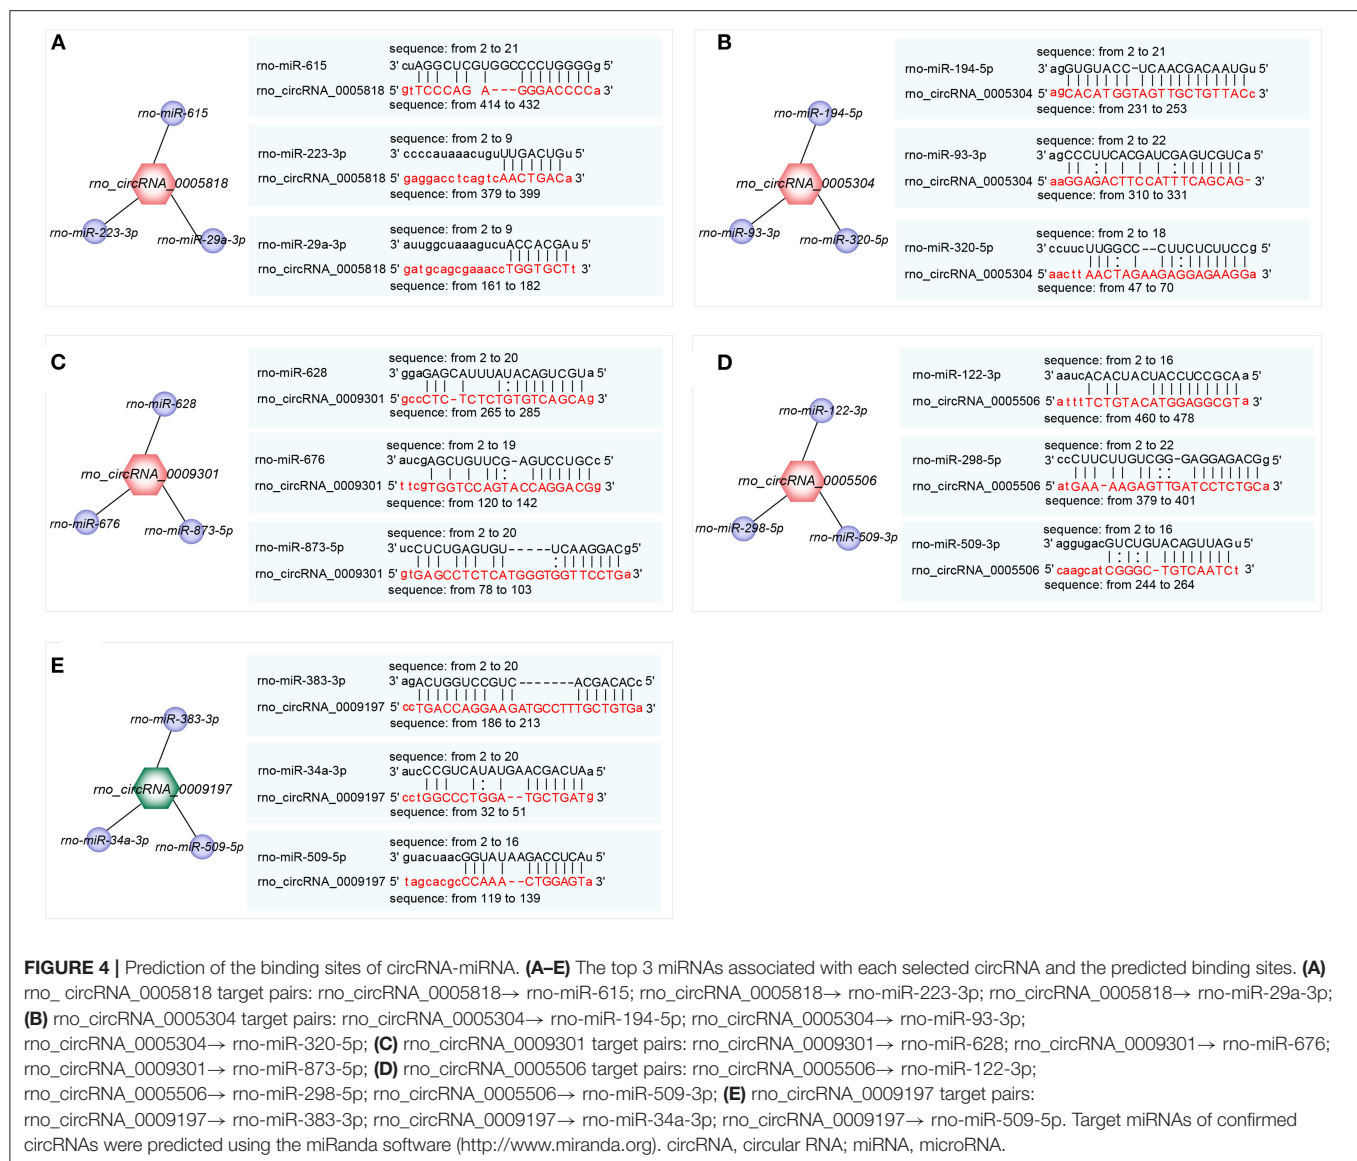 A
rno-miR-615
rno_circRNA_0005818
rno-miR-223-3p
rno-miR-29a-3p
sequence: from 2 to 21
rno-miR-615 3' cuAGGCUCGUGGCCCCUGGGGg 5'
rno_circRNA_0005818 5' gtTCCCAG A---GGGACCCCa 3'
sequence: from 414 to 432
sequence: from 2 to 9
rno-miR-223-3p 3' ccccauaaacuguUUGACUGu 5'
rno_circRNA_0005818 5' gaggacctcagtcAACTGACa 3'
sequence: from 379 to 399
sequence: from 2 to 9
rno-miR-29a-3p 3' auuggcuaaagucuACCACGAu 5'
rno_circRNA_0005818 5' gatgcagcgaaaccTGGTGCTt 3'
sequence: from 161 to 182
B
rno-miR-194-5p
rno_circRNA_0005304
rno-miR-93-3p
rno-miR-320-5p
sequence: from 2 to 21
rno-miR-194-5p 3' agGUGUACC-UCAACGACAAUGu 5'
rno_circRNA_0005304 5' agCACATGGTAGTTGCTGTTACc 3'
sequence: from 231 to 253
sequence: from 2 to 22
rno-miR-93-3p 3' agCCCUUCACGAUCGAGUCGUCa 5'
rno_circRNA_0005304 5' aaGGAGACTTCCATTTCAGCAG- 3'
sequence: from 310 to 331
sequence: from 2 to 18
rno-miR-320-5p 3' ccuucUUGGCC--CUUCUCUUCCg 5'
rno_circRNA_0005304 5' aacttAACTAGAAGAGGAGAAGGa 3'
sequence: from 47 to 70
C
rno-miR-628
rno_circRNA_0009301
rno-miR-676
rno-miR-873-5p
sequence: from 2 to 20
rno-miR-628 3' ggaGAGCAUUUAUACAGUCGUa 5'
rno_circRNA_0009301 5' gccCTC-TCTCTGTGTCAGCAg 3'
sequence: from 265 to 285
sequence: from 2 to 19
rno-miR-676 3' aucgAGCUGUUCG-AGUCCUGCc 5'
rno_circRNA_0009301 5' ttcgTGGTCCAGTACCAGGACGg 3'
sequence: from 120 to 142
sequence: from 2 to 20
rno-miR-873-5p 3' ucCUCUGAGUGU-----UCAAGGACg5'
rno_circRNA_0009301 5' gtGAGCCTCTCATGGGTGGTTCCTGa 3'
sequence: from 78 to 103
D
rno-miR-122-3p
rno_circRNA_0005506
rno-miR-298-5p
rno-miR-509-3p
sequence: from 2 to 16
rno-miR-122-3p 3' aaucACACUACUACCUCCGCAa 5'
rno_circRNA_0005506 5' atttTCTGTACATGGAGGCGTa 3'
sequence: from 460 to 478
sequence: from 2 to 22
rno-miR-298-5p 3' ccCUUCUUGUCGG-GAGGAGACGg 5'
rno_circRNA_0005506 5' atGAA-AAGAGTTGATCCTCTGCa 3'
sequence: from 379 to 401
sequence: from 2 to 16
rno-miR-509-3p 3' aggugacGUCUGUACAGUUAGu 5'
rno_circRNA_0005506 5' caagcatCGGGC-TGTCAATCt 3'
sequence: from 244 to 264
E
rno-miR-383-3p
rno_circRNA_0009197
rno-miR-34a-3p
rno-miR-509-5p
sequence: from 2 to 20
rno-miR-383-3p 3' agACUGGUCCGUC-------ACGACACc 5'
rno_circRNA_0009197 5' ccTGACCAGGAAGATGCCTTTGCTGTGa 3'
sequence: from 186 to 213
sequence: from 2 to 20
rno-miR-34a-3p 3' aucCCGUCAUAUGAACGACUAa 5'
rno_circRNA_0009197 5' cctGGCCCTGGA--TGCTGATg 3'
sequence: from 32 to 51
sequence: from 2 to 16
rno-miR-509-5p 3' guacuaacGGUAUAAGACCUCAu 5'
rno_circRNA_0009197 5' tagcacgcCCAAA--CTGGAGTa 3'
sequence: from 119 to 139
FIGURE 4 | Prediction of the binding sites of circRNA-miRNA. (A–E) The top 3 miRNAs associated with each selected circRNA and the predicted binding sites. (A)
rno_ circRNA_0005818 target pairs: rno_circRNA_0005818→ rno-miR-615; rno_circRNA_0005818→ rno-miR-223-3p; rno_circRNA_0005818→ rno-miR-29a-3p;
(B) rno_circRNA_0005304 target pairs: rno_circRNA_0005304→ rno-miR-194-5p; rno_circRNA_0005304→ rno-miR-93-3p;
rno_circRNA_0005304→ rno-miR-320-5p; (C) rno_circRNA_0009301 target pairs: rno_circRNA_0009301→ rno-miR-628; rno_circRNA_0009301→ rno-miR-676;
rno_circRNA_0009301→ rno-miR-873-5p; (D) rno_circRNA_0005506 target pairs: rno_circRNA_0005506→ rno-miR-122-3p;
rno_circRNA_0005506→ rno-miR-298-5p; rno_circRNA_0005506→ rno-miR-509-3p; (E) rno_circRNA_0009197 target pairs:
rno_circRNA_0009197→ rno-miR-383-3p; rno_circRNA_0009197→ rno-miR-34a-3p; rno_circRNA_0009197→ rno-miR-509-5p. Target miRNAs of confirmed
circRNAs were predicted using the miRanda software (http://www.miranda.org). circRNA, circular RNA; miRNA, microRNA.